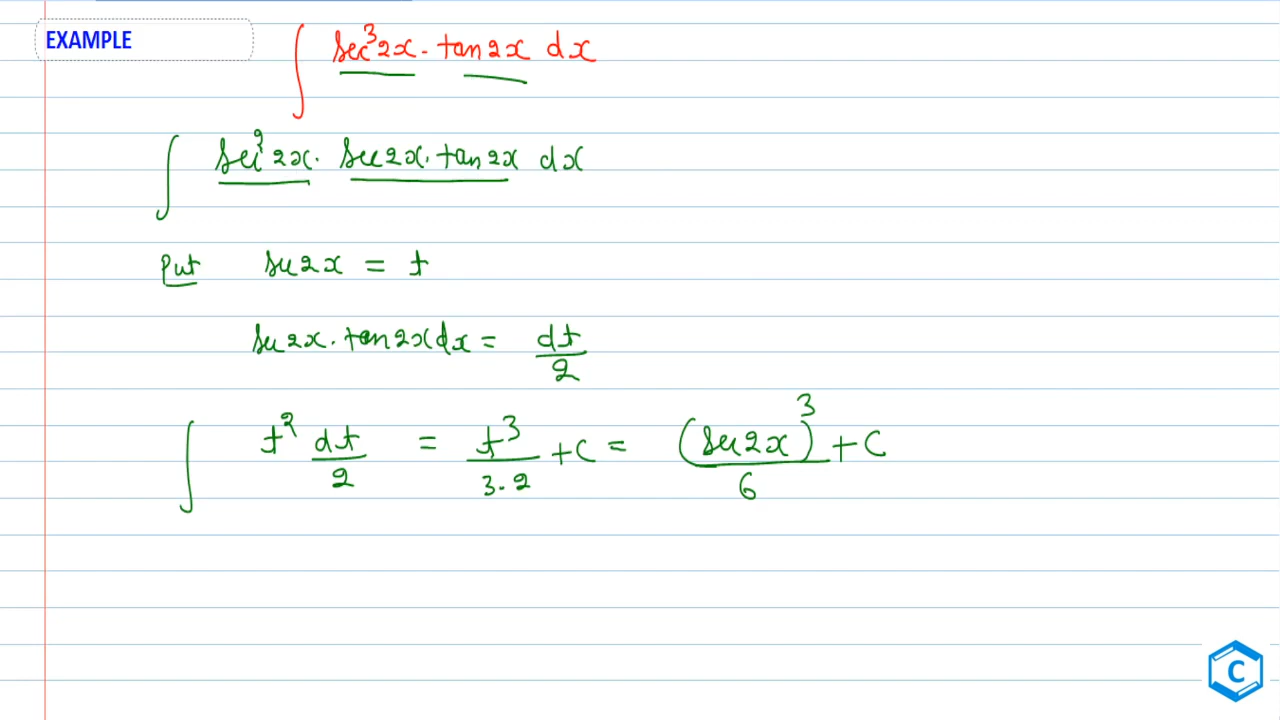 EXAMPLE
∫ sec³2x · tan2x dx
∫ sec²2x · sec2x · tan2x dx
Put sec2x = t
sec2x · tan2x dx = dt/2
∫ t² dt/2 = t³/3·2 + C = (sec2x)³/6 + C
C